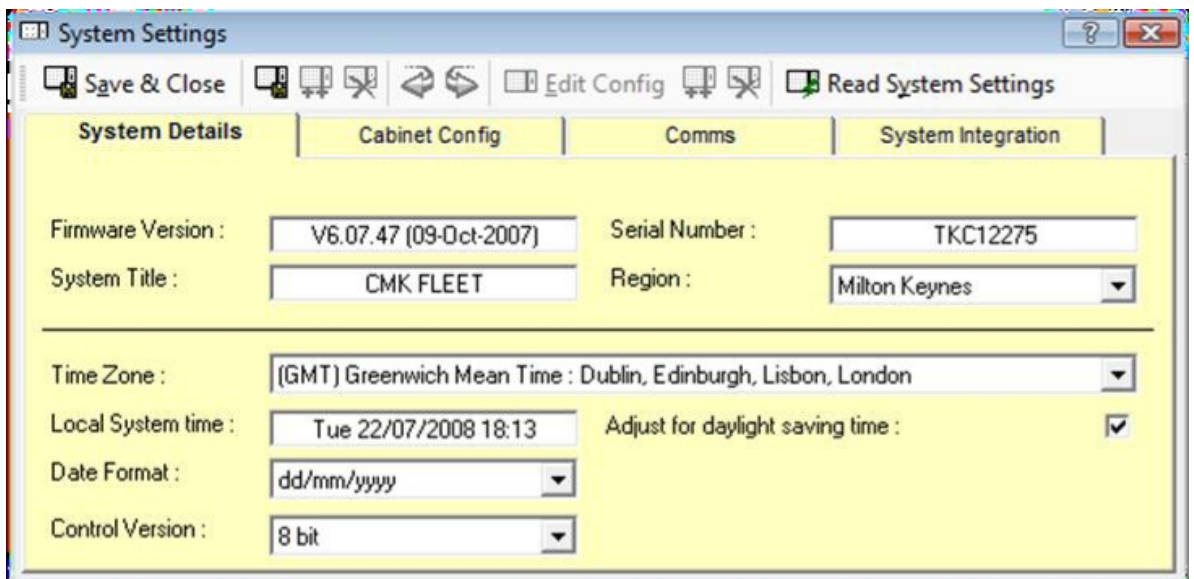 System Settings
Save & Close Edit Config Read System Settings
System Details Cabinet Config Comms System Integration
Firmware Version : V6.07.47 (09-Oct-2007) Serial Number : TKC12275
System Title : CMK FLEET Region : Milton Keynes
Time Zone : (GMT) Greenwich Mean Time : Dublin, Edinburgh, Lisbon, London
Local System time : Tue 22/07/2008 18:13 Adjust for daylight saving time :
Date Format : dd/mm/yyyy
Control Version : 8 bit